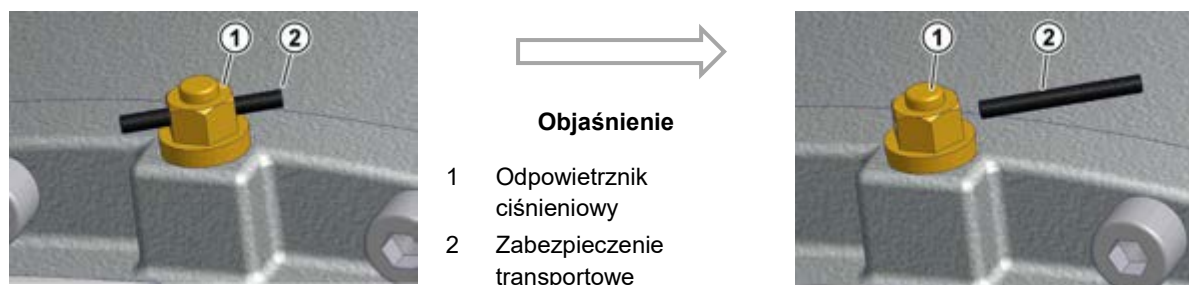 1
2
1
2
Objaśnienie
1 Odpowietrznik
ciśnieniowy
2 Zabezpieczenie
transportowe